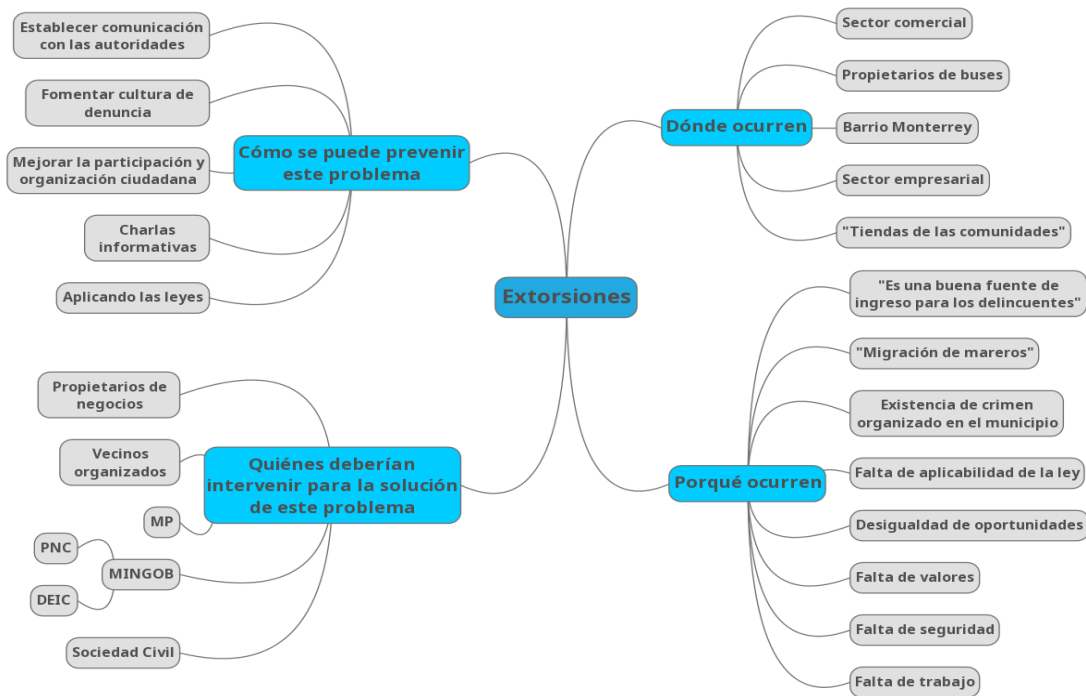 Extorsiones
Cómo se puede prevenir
este problema
Establecer comunicación
con las autoridades
Fomentar cultura de
denuncia
Mejorar la participación y
organización ciudadana
Charlas
informativas
Aplicando las leyes
Quiénes deberían
intervenir para la solución
de este problema
Propietarios de
negocios
Vecinos
organizados
MP
MINGOB
PNC
DEIC
Sociedad Civil
Dónde ocurren
Sector comercial
Propietarios de buses
Barrio Monterrey
Sector empresarial
"Tiendas de las comunidades"
Porqué ocurren
"Es una buena fuente de
ingreso para los delincuentes"
"Migración de mareros"
Existencia de crimen
organizado en el municipio
Falta de aplicabilidad de la ley
Desigualdad de oportunidades
Falta de valores
Falta de seguridad
Falta de trabajo